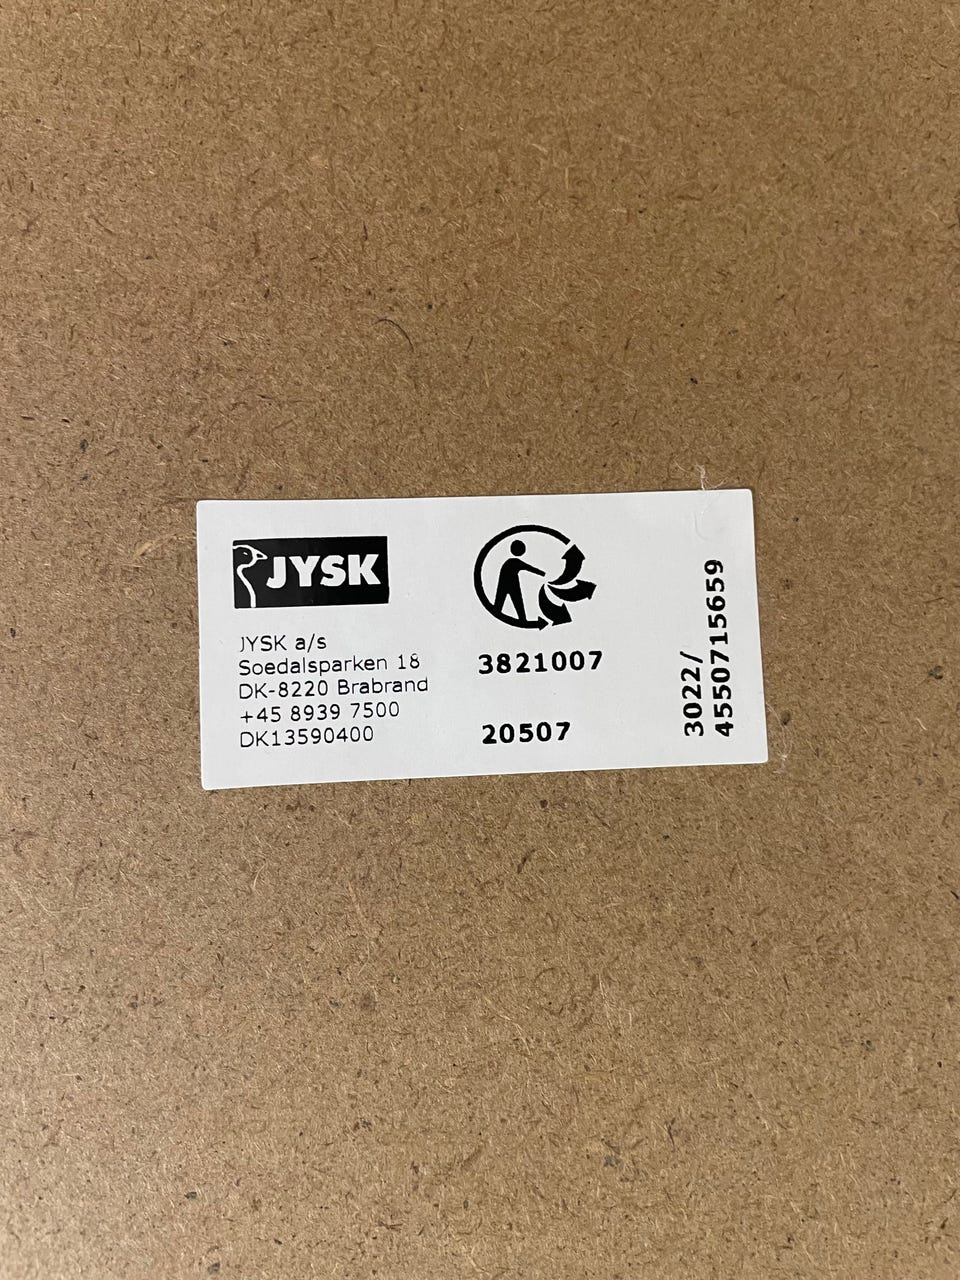 JYSK
JYSK a/s
Soedalsparken 18
DK-8220 Brabrand
+45 8939 7500
DK13590400
3821007
20507
3022/
4550715659